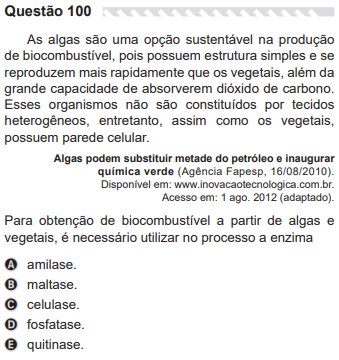 Questão 100
As algas são uma opção sustentável na produção
de biocombustível, pois possuem estrutura simples e se
reproduzem mais rapidamente que os vegetais, além da
grande capacidade de absorverem dióxido de carbono.
Esses organismos não são constituídos por tecidos
heterogêneos, entretanto, assim como os vegetais,
possuem parede celular.
Algas podem substituir metade do petróleo e inaugurar
química verde (Agência Fapesp, 16/08/2010).
Disponível em: www.inovacaotecnologica.com.br.
Acesso em: 1 ago. 2012 (adaptado).
Para obtenção de biocombustível a partir de algas e
vegetais, é necessário utilizar no processo a enzima
A amilase.
B maltase.
C celulase.
D fosfatase.
E quitinase.